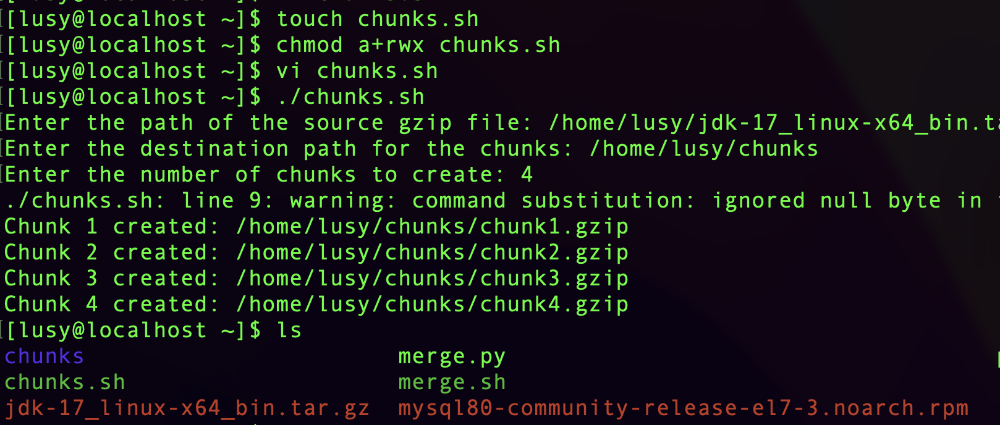 [lusy@localhost ~]$ touch chunks.sh
[lusy@localhost ~]$ chmod a+rwx chunks.sh
[lusy@localhost ~]$ vi chunks.sh
[lusy@localhost ~]$ ./chunks.sh
Enter the path of the source gzip file: /home/lusy/jdk-17_linux-x64_bin.ta
Enter the destination path for the chunks: /home/lusy/chunks
Enter the number of chunks to create: 4
./chunks.sh: line 9: warning: command substitution: ignored null byte in
Chunk 1 created: /home/lusy/chunks/chunk1.gzip
Chunk 2 created: /home/lusy/chunks/chunk2.gzip
Chunk 3 created: /home/lusy/chunks/chunk3.gzip
Chunk 4 created: /home/lusy/chunks/chunk4.gzip
[lusy@localhost ~]$ ls
chunks merge.py
chunks.sh merge.sh
jdk-17_linux-x64_bin.tar.gz mysql80-community-release-el7-3.noarch.rpm